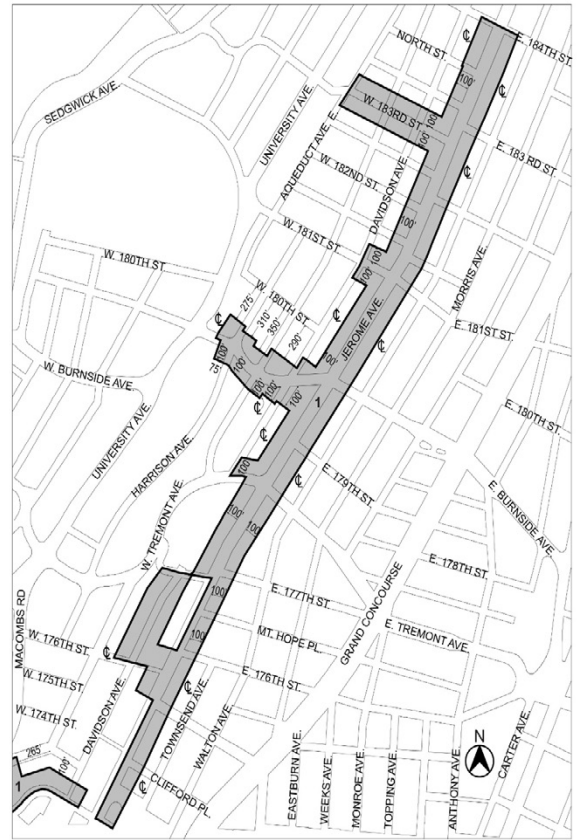 NORTH ST.
E. 184TH ST.
100'
SEDGWICK AVE.
UNIVERSITY AVE.
AQUEDUCT AVE. E.
W. 183RD ST.
100'
100'
E. 183 RD ST.
W. 182ND ST.
DAVIDSON AVE.
100'
W. 181ST ST.
W. 180TH ST.
100'
100'
MORRIS AVE.
W. 180TH ST.
275'
310'
350'
290'
JEROME AVE.
E. 181ST ST.
100'
75'
100'
100'
100'
100'
100'
1
W. BURNSIDE AVE.
UNIVERSITY AVE.
HARRISON AVE.
E. 180TH ST.
E. BURNSIDE AVE.
100'
E. 179TH ST.
W. TREMONT AVE.
100'
100'
GRAND CONCOURSE
E. 178TH ST.
E. 177TH ST.
100'
E. TREMONT AVE.
MT. HOPE PL.
100'
MACOMBS RD
W. 176TH ST.
E. 176TH ST.
W. 175TH ST.
DAVIDSON AVE.
TOWNSEND AVE.
WALTON AVE.
W. 174TH ST.
265
100'
1
CLIFFORD PL.
EASTBURN AVE.
WEEKS AVE.
MONROE AVE.
TOPPING AVE.
ANTHONY AVE.
CARTER AVE.
N